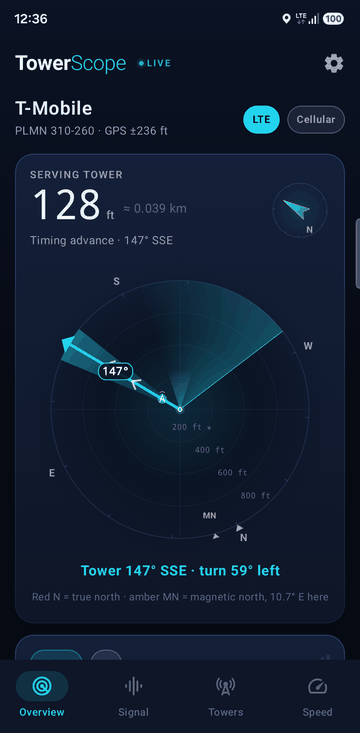 12:36
LTE
100
TowerScope
LIVE
T-Mobile
PLMN 310-260 · GPS ±236 ft
LTE
Cellular
SERVING TOWER
128 ft ≈ 0.039 km
N
Timing advance · 147° SSE
S
W
147°
200 ft
400 ft
E
600 ft
800 ft
MN
N
Tower 147° SSE · turn 59° left
Red N = true north · amber MN = magnetic north, 10.7° E here
Overview
Signal
Towers
Speed